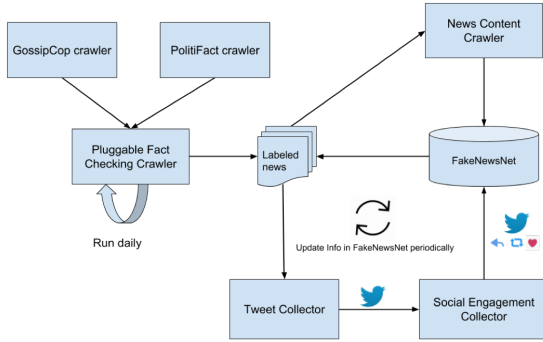 GossipCop crawler
PolitiFact crawler
News Content
Crawler
Pluggable Fact
Checking Crawler
Labeled
news
FakeNewsNet
Run daily
Update Info in FakeNewsNet periodically
Tweet Collector
Social Engagement
Collector